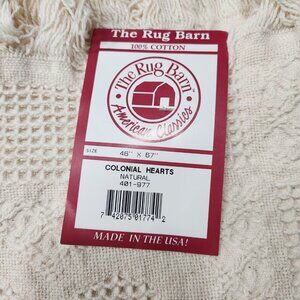 The Rug Barn
100% COTTON
The Rug Barn
American Classics
SIZE 46" X 67"
COLONIAL HEARTS
NATURAL
401-977
7 42075 01774 2
MADE IN THE USA!